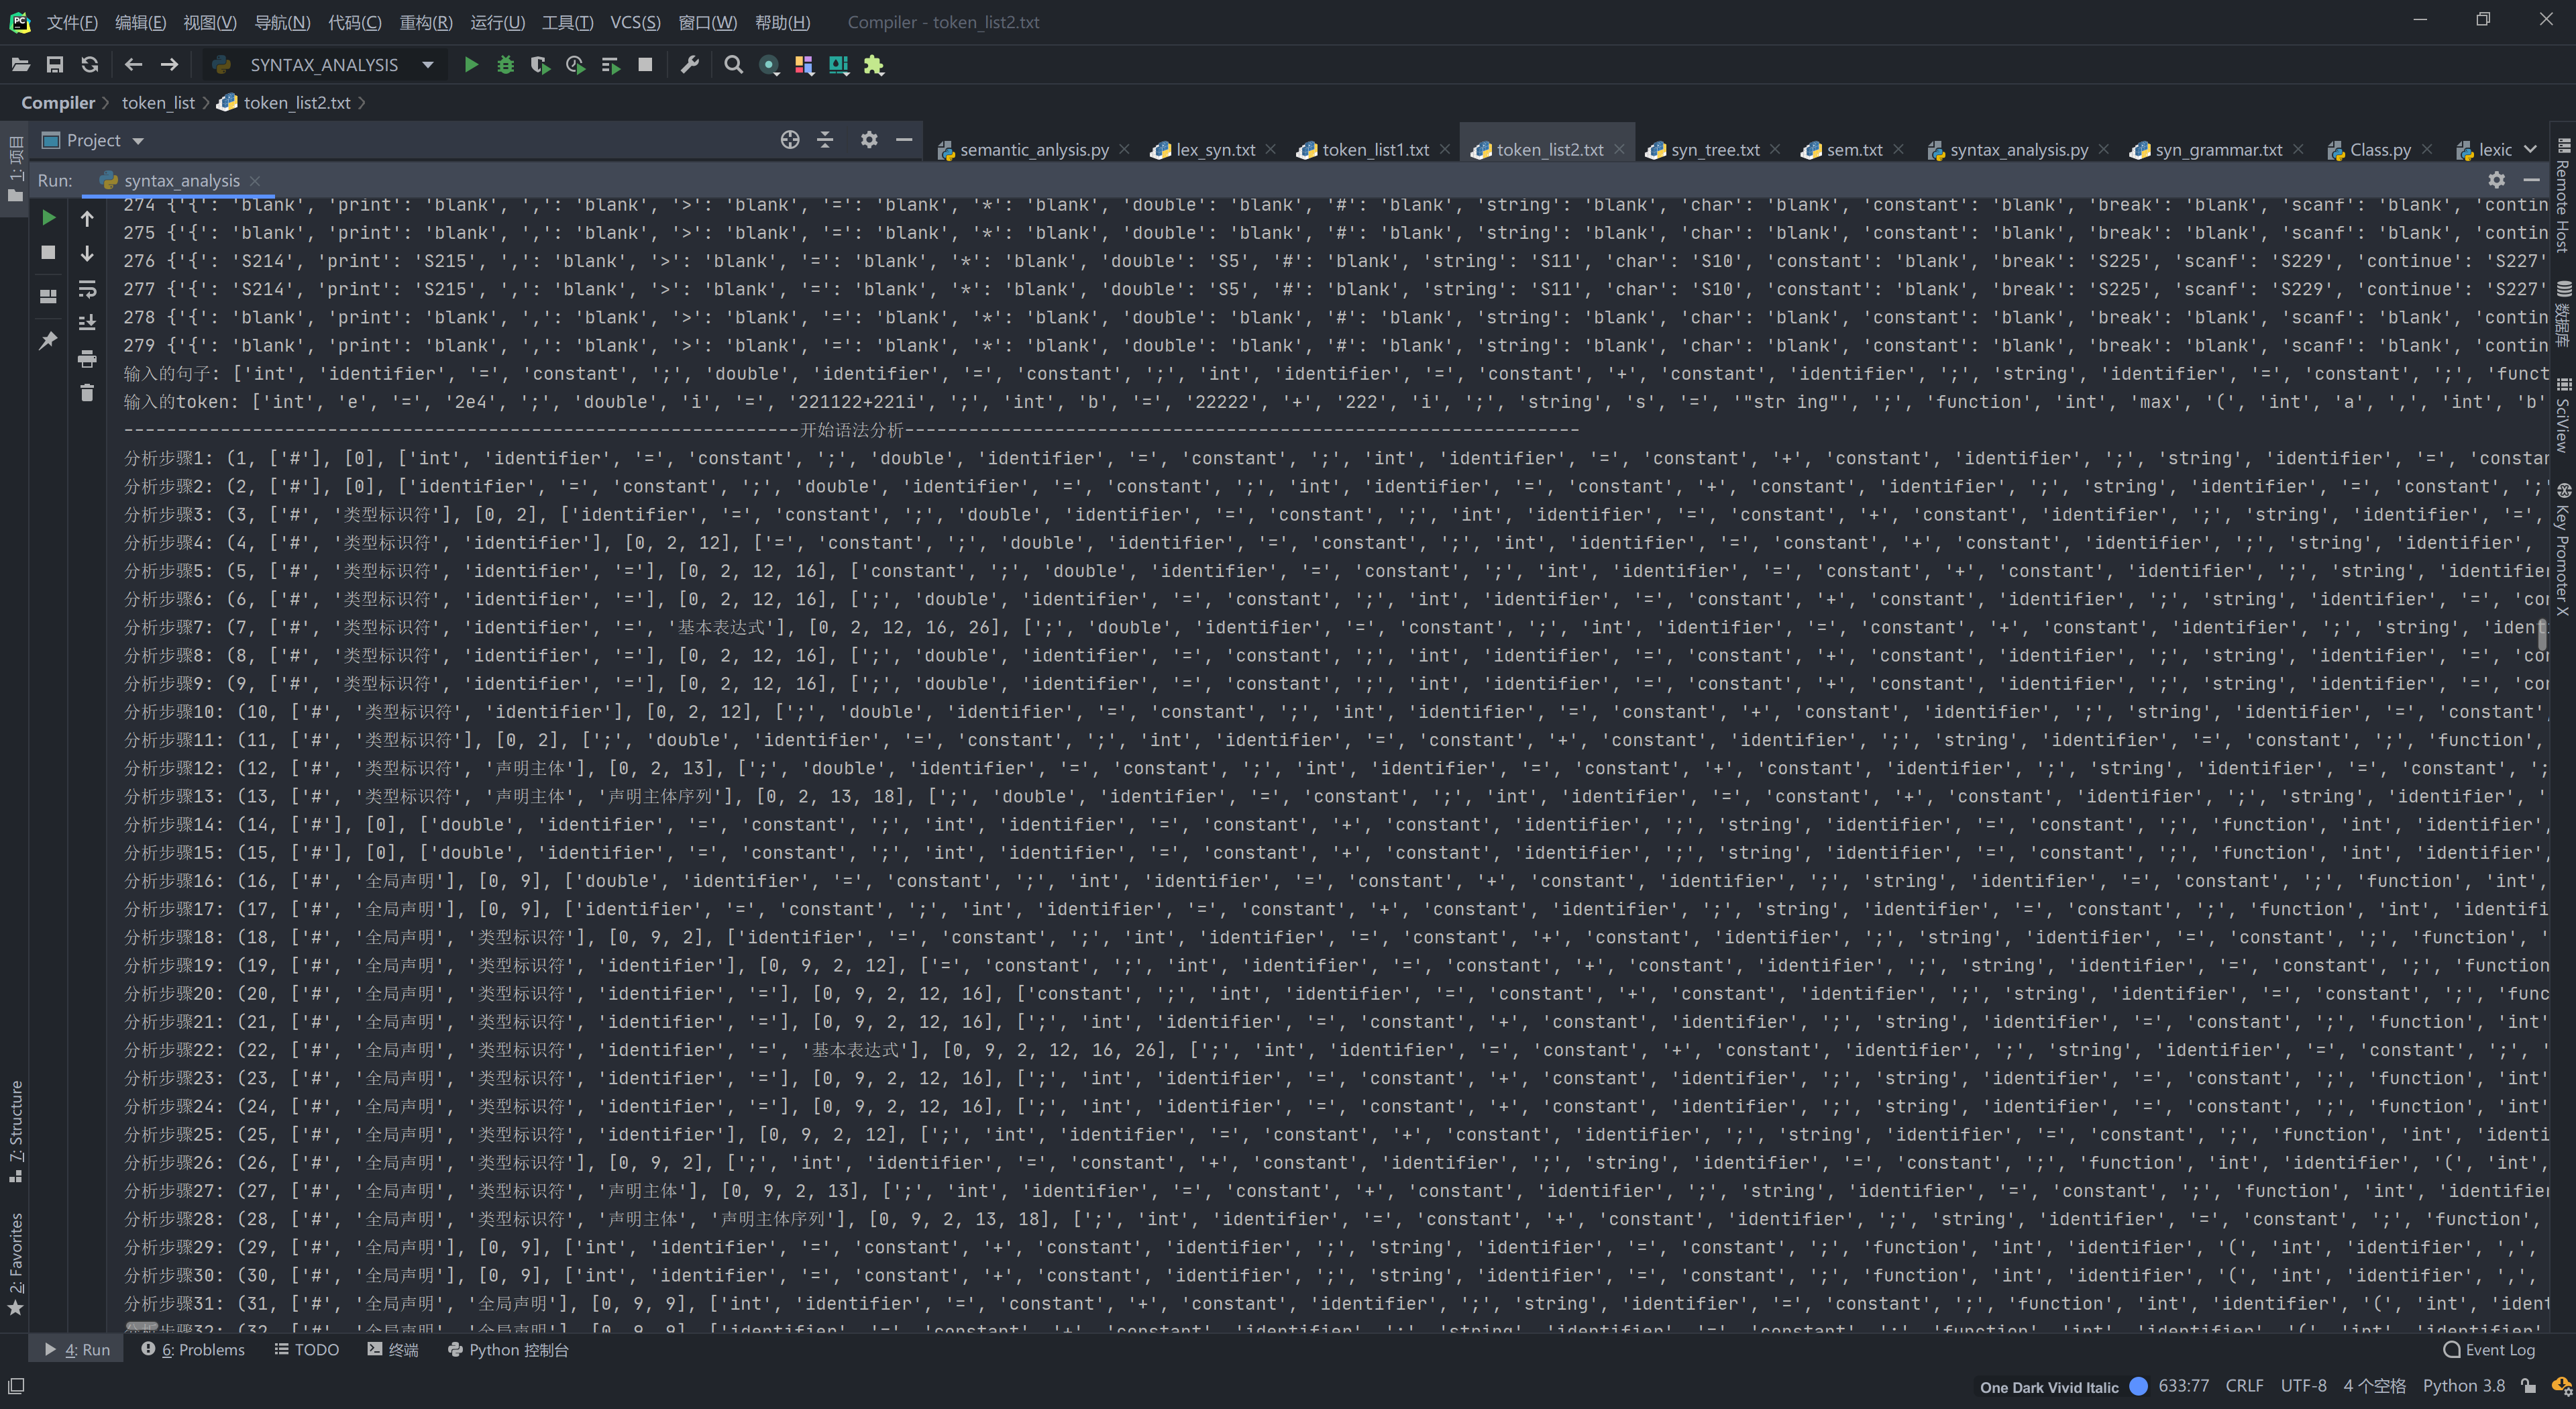 文件(F) 编辑(E) 视图(V) 导航(N) 代码(C) 重构(R) 运行(U) 工具(T) VCS(S) 窗口(W) 帮助(H) Compiler - token_list2.txt
SYNTAX_ANALYSIS
Compiler token_list token_list2.txt
Project semantic_anlysis.py lex_syn.txt token_list1.txt token_list2.txt syn_tree.txt sem.txt syntax_analysis.py syn_grammar.txt Class.py lexic
Run: syntax_analysis
274 {'{': 'blank', 'print': 'blank', ',': 'blank', '>': 'blank', '=': 'blank', '*': 'blank', 'double': 'blank', '#': 'blank', 'string': 'blank', 'char': 'blank', 'constant': 'blank', 'break': 'blank', 'scanf': 'blank', 'contin
275 {'{': 'blank', 'print': 'blank', ',': 'blank', '>': 'blank', '=': 'blank', '*': 'blank', 'double': 'blank', '#': 'blank', 'string': 'blank', 'char': 'blank', 'constant': 'blank', 'break': 'blank', 'scanf': 'blank', 'contin
276 {'{': 'S214', 'print': 'S215', ',': 'blank', '>': 'blank', '=': 'blank', '*': 'blank', 'double': 'S5', '#': 'blank', 'string': 'S11', 'char': 'S10', 'constant': 'blank', 'break': 'S225', 'scanf': 'S229', 'continue': 'S227'
277 {'{': 'S214', 'print': 'S215', ',': 'blank', '>': 'blank', '=': 'blank', '*': 'blank', 'double': 'S5', '#': 'blank', 'string': 'S11', 'char': 'S10', 'constant': 'blank', 'break': 'S225', 'scanf': 'S229', 'continue': 'S227'
278 {'{': 'blank', 'print': 'blank', ',': 'blank', '>': 'blank', '=': 'blank', '*': 'blank', 'double': 'blank', '#': 'blank', 'string': 'blank', 'char': 'blank', 'constant': 'blank', 'break': 'blank', 'scanf': 'blank', 'contin
279 {'{': 'blank', 'print': 'blank', ',': 'blank', '>': 'blank', '=': 'blank', '*': 'blank', 'double': 'blank', '#': 'blank', 'string': 'blank', 'char': 'blank', 'constant': 'blank', 'break': 'blank', 'scanf': 'blank', 'contin
输入的句子: ['int', 'identifier', '=', 'constant', ';', 'double', 'identifier', '=', 'constant', ';', 'int', 'identifier', '=', 'constant', '+', 'constant', 'identifier', ';', 'string', 'identifier', '=', 'constant', ';', 'funct
输入的token: ['int', 'e', '=', '2e4', ';', 'double', 'i', '=', '221122+221i', ';', 'int', 'b', '=', '22222', '+', '222', 'i', ';', 'string', 's', '=', '"str ing"', ';', 'function', 'int', 'max', '(', 'int', 'a', ',', 'int', 'b'
---------------------------------------------------------------开始语法分析---------------------------------------------------------------
分析步骤1: (1, ['#'], [0], ['int', 'identifier', '=', 'constant', ';', 'double', 'identifier', '=', 'constant', ';', 'int', 'identifier', '=', 'constant', '+', 'constant', 'identifier', ';', 'string', 'identifier', '=', 'constan
分析步骤2: (2, ['#'], [0], ['identifier', '=', 'constant', ';', 'double', 'identifier', '=', 'constant', ';', 'int', 'identifier', '=', 'constant', '+', 'constant', 'identifier', ';', 'string', 'identifier', '=', 'constant', ';'
分析步骤3: (3, ['#', '类型标识符'], [0, 2], ['identifier', '=', 'constant', ';', 'double', 'identifier', '=', 'constant', ';', 'int', 'identifier', '=', 'constant', '+', 'constant', 'identifier', ';', 'string', 'identifier', '=',
分析步骤4: (4, ['#', '类型标识符', 'identifier'], [0, 2, 12], ['=', 'constant', ';', 'double', 'identifier', '=', 'constant', ';', 'int', 'identifier', '=', 'constant', '+', 'constant', 'identifier', ';', 'string', 'identifier',
分析步骤5: (5, ['#', '类型标识符', 'identifier', '='], [0, 2, 12, 16], ['constant', ';', 'double', 'identifier', '=', 'constant', ';', 'int', 'identifier', '=', 'constant', '+', 'constant', 'identifier', ';', 'string', 'identifier
分析步骤6: (6, ['#', '类型标识符', 'identifier', '='], [0, 2, 12, 16], [';', 'double', 'identifier', '=', 'constant', ';', 'int', 'identifier', '=', 'constant', '+', 'constant', 'identifier', ';', 'string', 'identifier', '=', 'con
分析步骤7: (7, ['#', '类型标识符', 'identifier', '=', '基本表达式'], [0, 2, 12, 16, 26], [';', 'double', 'identifier', '=', 'constant', ';', 'int', 'identifier', '=', 'constant', '+', 'constant', 'identifier', ';', 'string', 'ident
分析步骤8: (8, ['#', '类型标识符', 'identifier', '='], [0, 2, 12, 16], [';', 'double', 'identifier', '=', 'constant', ';', 'int', 'identifier', '=', 'constant', '+', 'constant', 'identifier', ';', 'string', 'identifier', '=', 'con
分析步骤9: (9, ['#', '类型标识符', 'identifier', '='], [0, 2, 12, 16], [';', 'double', 'identifier', '=', 'constant', ';', 'int', 'identifier', '=', 'constant', '+', 'constant', 'identifier', ';', 'string', 'identifier', '=', 'con
分析步骤10: (10, ['#', '类型标识符', 'identifier'], [0, 2, 12], [';', 'double', 'identifier', '=', 'constant', ';', 'int', 'identifier', '=', 'constant', '+', 'constant', 'identifier', ';', 'string', 'identifier', '=', 'constant',
分析步骤11: (11, ['#', '类型标识符'], [0, 2], [';', 'double', 'identifier', '=', 'constant', ';', 'int', 'identifier', '=', 'constant', '+', 'constant', 'identifier', ';', 'string', 'identifier', '=', 'constant', ';', 'function',
分析步骤12: (12, ['#', '类型标识符', '声明主体'], [0, 2, 13], [';', 'double', 'identifier', '=', 'constant', ';', 'int', 'identifier', '=', 'constant', '+', 'constant', 'identifier', ';', 'string', 'identifier', '=', 'constant', ';
分析步骤13: (13, ['#', '类型标识符', '声明主体', '声明主体序列'], [0, 2, 13, 18], [';', 'double', 'identifier', '=', 'constant', ';', 'int', 'identifier', '=', 'constant', '+', 'constant', 'identifier', ';', 'string', 'identifier', '
分析步骤14: (14, ['#'], [0], ['double', 'identifier', '=', 'constant', ';', 'int', 'identifier', '=', 'constant', '+', 'constant', 'identifier', ';', 'string', 'identifier', '=', 'constant', ';', 'function', 'int', 'identifier',
分析步骤15: (15, ['#'], [0], ['double', 'identifier', '=', 'constant', ';', 'int', 'identifier', '=', 'constant', '+', 'constant', 'identifier', ';', 'string', 'identifier', '=', 'constant', ';', 'function', 'int', 'identifier',
分析步骤16: (16, ['#', '全局声明'], [0, 9], ['double', 'identifier', '=', 'constant', ';', 'int', 'identifier', '=', 'constant', '+', 'constant', 'identifier', ';', 'string', 'identifier', '=', 'constant', ';', 'function', 'int',
分析步骤17: (17, ['#', '全局声明'], [0, 9], ['identifier', '=', 'constant', ';', 'int', 'identifier', '=', 'constant', '+', 'constant', 'identifier', ';', 'string', 'identifier', '=', 'constant', ';', 'function', 'int', 'identifi
分析步骤18: (18, ['#', '全局声明', '类型标识符'], [0, 9, 2], ['identifier', '=', 'constant', ';', 'int', 'identifier', '=', 'constant', '+', 'constant', 'identifier', ';', 'string', 'identifier', '=', 'constant', ';', 'function', '
分析步骤19: (19, ['#', '全局声明', '类型标识符', 'identifier'], [0, 9, 2, 12], ['=', 'constant', ';', 'int', 'identifier', '=', 'constant', '+', 'constant', 'identifier', ';', 'string', 'identifier', '=', 'constant', ';', 'function
分析步骤20: (20, ['#', '全局声明', '类型标识符', 'identifier', '='], [0, 9, 2, 12, 16], ['constant', ';', 'int', 'identifier', '=', 'constant', '+', 'constant', 'identifier', ';', 'string', 'identifier', '=', 'constant', ';', 'func
分析步骤21: (21, ['#', '全局声明', '类型标识符', 'identifier', '='], [0, 9, 2, 12, 16], [';', 'int', 'identifier', '=', 'constant', '+', 'constant', 'identifier', ';', 'string', 'identifier', '=', 'constant', ';', 'function', 'int'
分析步骤22: (22, ['#', '全局声明', '类型标识符', 'identifier', '=', '基本表达式'], [0, 9, 2, 12, 16, 26], [';', 'int', 'identifier', '=', 'constant', '+', 'constant', 'identifier', ';', 'string', 'identifier', '=', 'constant', ';', '
分析步骤23: (23, ['#', '全局声明', '类型标识符', 'identifier', '='], [0, 9, 2, 12, 16], [';', 'int', 'identifier', '=', 'constant', '+', 'constant', 'identifier', ';', 'string', 'identifier', '=', 'constant', ';', 'function', 'int'
分析步骤24: (24, ['#', '全局声明', '类型标识符', 'identifier', '='], [0, 9, 2, 12, 16], [';', 'int', 'identifier', '=', 'constant', '+', 'constant', 'identifier', ';', 'string', 'identifier', '=', 'constant', ';', 'function', 'int'
分析步骤25: (25, ['#', '全局声明', '类型标识符', 'identifier'], [0, 9, 2, 12], [';', 'int', 'identifier', '=', 'constant', '+', 'constant', 'identifier', ';', 'string', 'identifier', '=', 'constant', ';', 'function', 'int', 'identi
分析步骤26: (26, ['#', '全局声明', '类型标识符'], [0, 9, 2], [';', 'int', 'identifier', '=', 'constant', '+', 'constant', 'identifier', ';', 'string', 'identifier', '=', 'constant', ';', 'function', 'int', 'identifier', '(', 'int',
分析步骤27: (27, ['#', '全局声明', '类型标识符', '声明主体'], [0, 9, 2, 13], [';', 'int', 'identifier', '=', 'constant', '+', 'constant', 'identifier', ';', 'string', 'identifier', '=', 'constant', ';', 'function', 'int', 'identifier
分析步骤28: (28, ['#', '全局声明', '类型标识符', '声明主体', '声明主体序列'], [0, 9, 2, 13, 18], [';', 'int', 'identifier', '=', 'constant', '+', 'constant', 'identifier', ';', 'string', 'identifier', '=', 'constant', ';', 'function',
分析步骤29: (29, ['#', '全局声明'], [0, 9], ['int', 'identifier', '=', 'constant', '+', 'constant', 'identifier', ';', 'string', 'identifier', '=', 'constant', ';', 'function', 'int', 'identifier', '(', 'int', 'identifier', ',',
分析步骤30: (30, ['#', '全局声明'], [0, 9], ['int', 'identifier', '=', 'constant', '+', 'constant', 'identifier', ';', 'string', 'identifier', '=', 'constant', ';', 'function', 'int', 'identifier', '(', 'int', 'identifier', ',',
分析步骤31: (31, ['#', '全局声明', '全局声明'], [0, 9, 9], ['int', 'identifier', '=', 'constant', '+', 'constant', 'identifier', ';', 'string', 'identifier', '=', 'constant', ';', 'function', 'int', 'identifier', '(', 'int', 'ident
分析步骤32: (32, ['#', '全局声明', '全局声明'], [0, 9, 9], ['identifier', '=', 'constant', '+', 'constant', 'identifier', ';', 'string', 'identifier', '=', 'constant', ';', 'function', 'int', 'identifier', '(', 'int', 'identifier'
1: 项目
7: Structure
2: Favorites
Remote Host
数据库
SciView
Key Promoter X
4: Run 6: Problems TODO 终端 Python 控制台 Event Log
One Dark Vivid Italic 633:77 CRLF UTF-8 4 个空格 Python 3.8